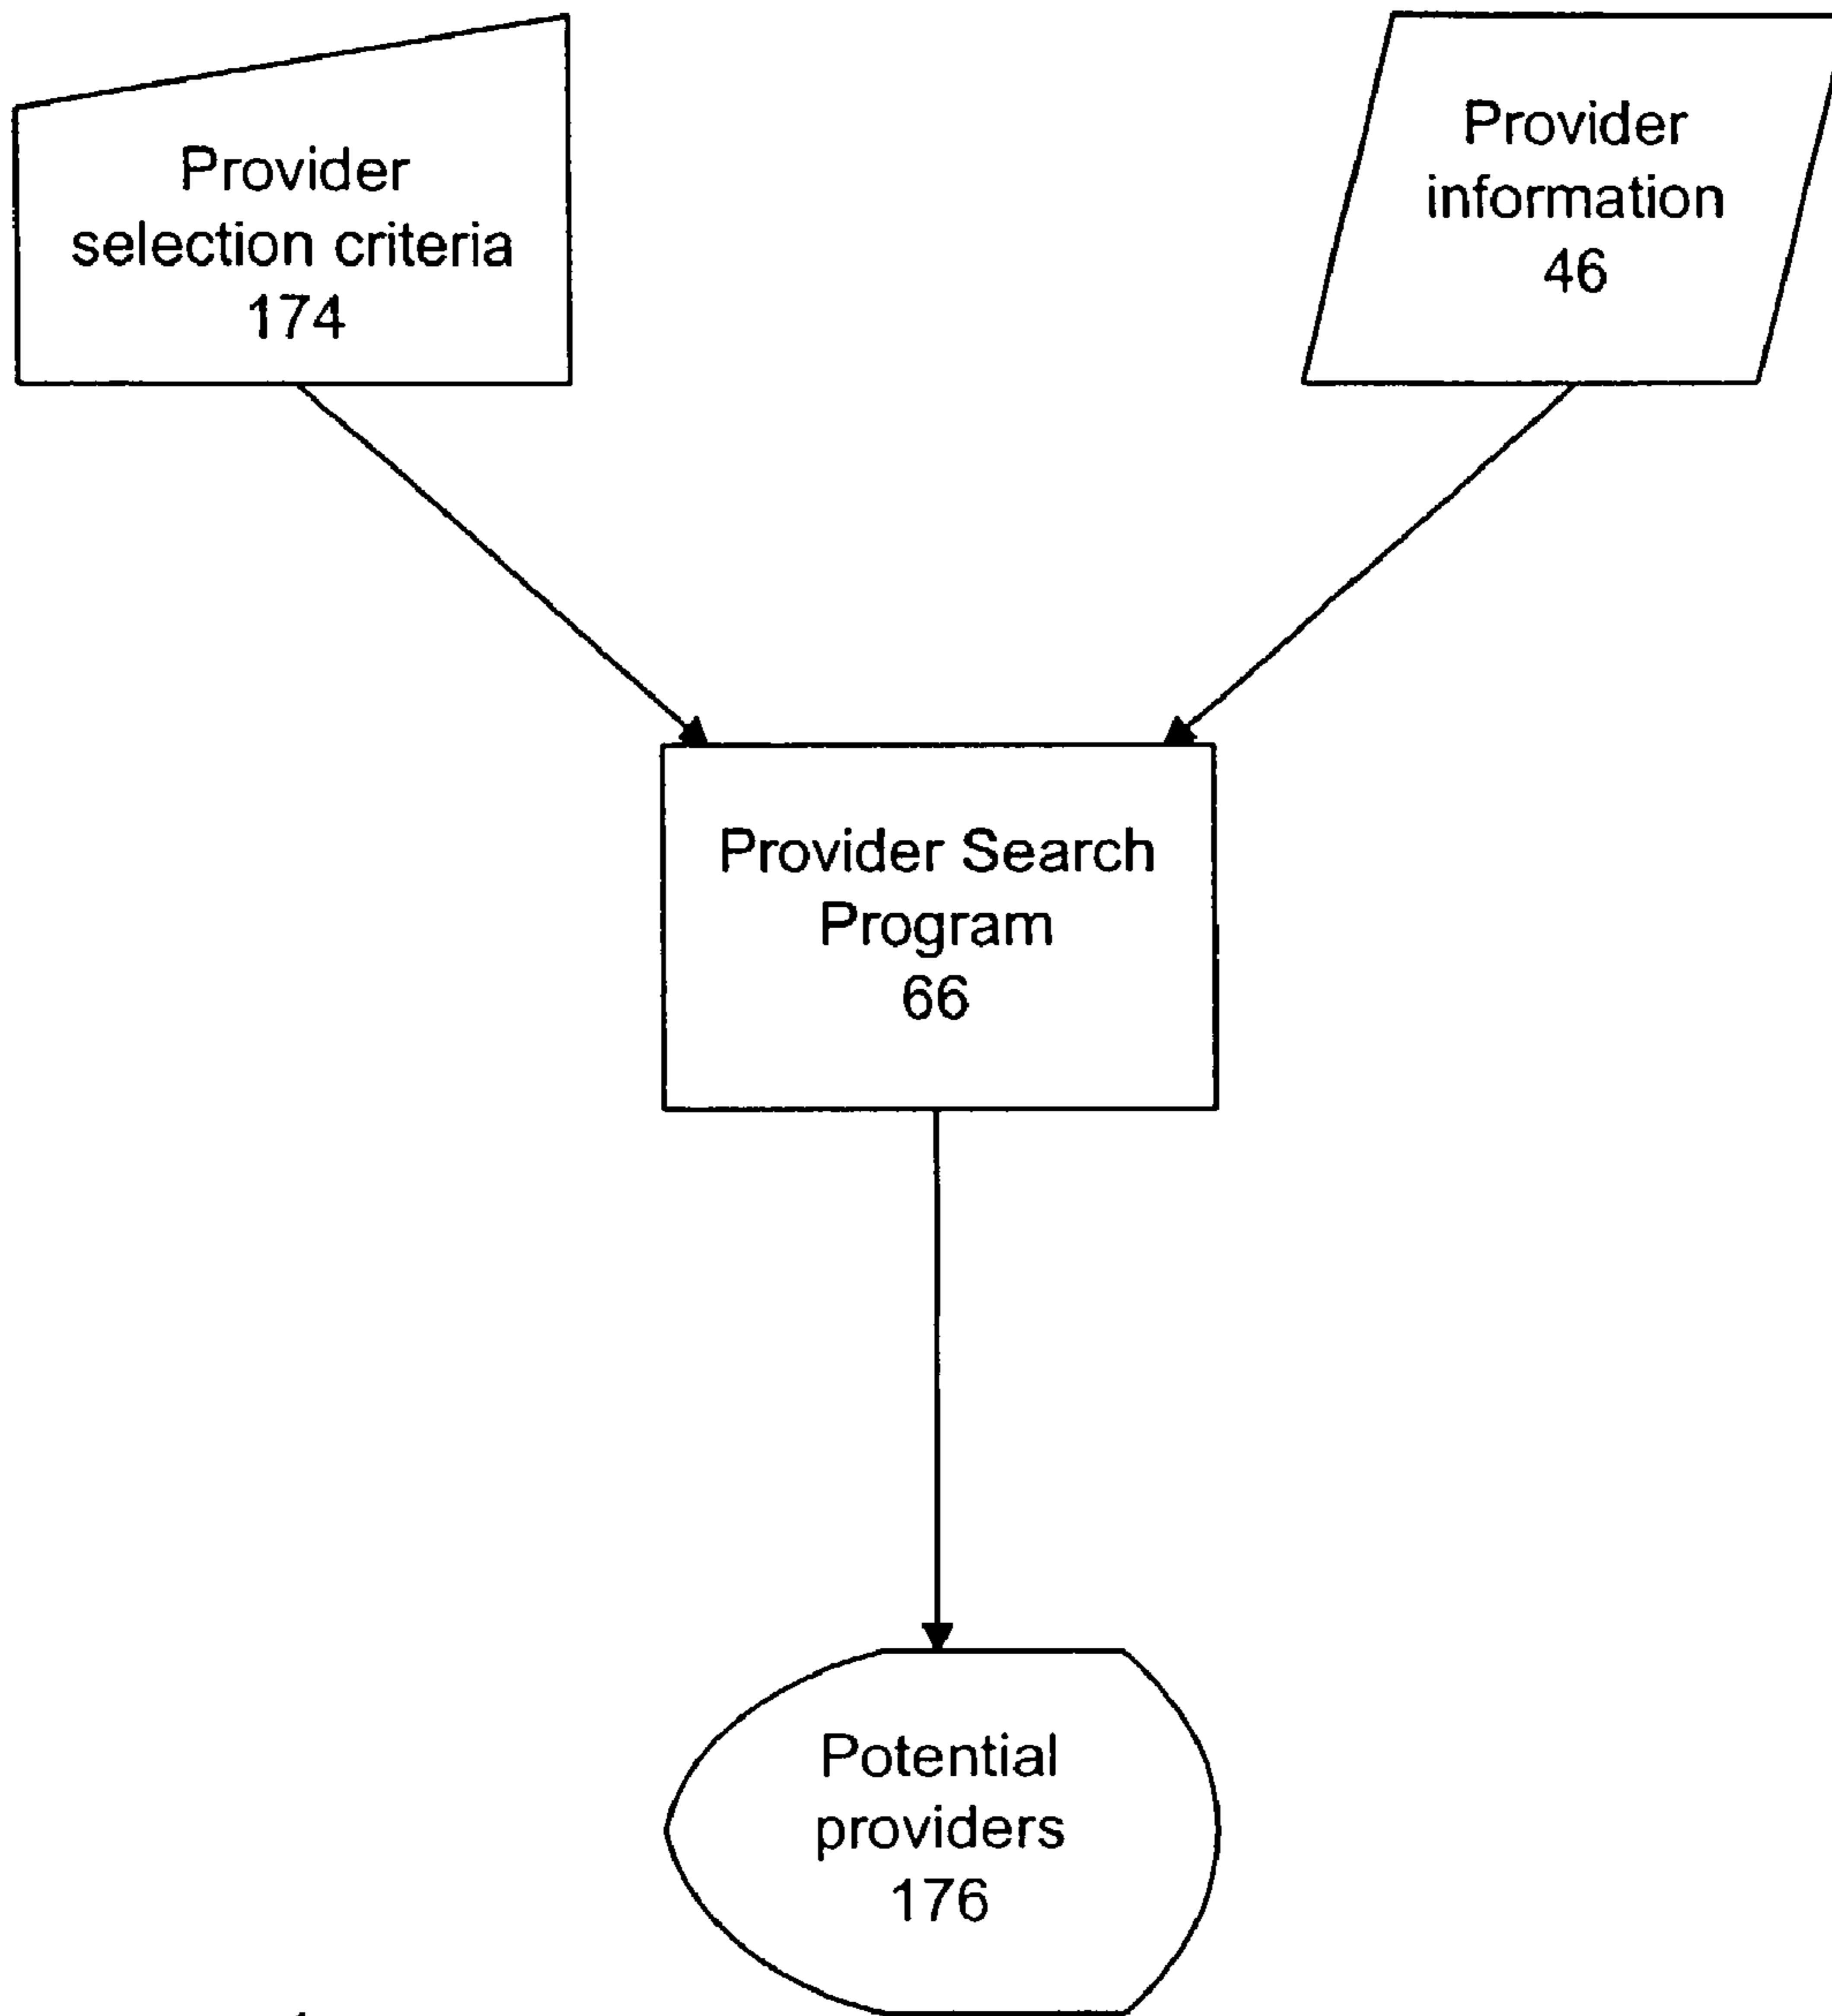 Provider
selection criteria
174
Provider
information
46
Provider Search
Program
66
Potential
providers
176